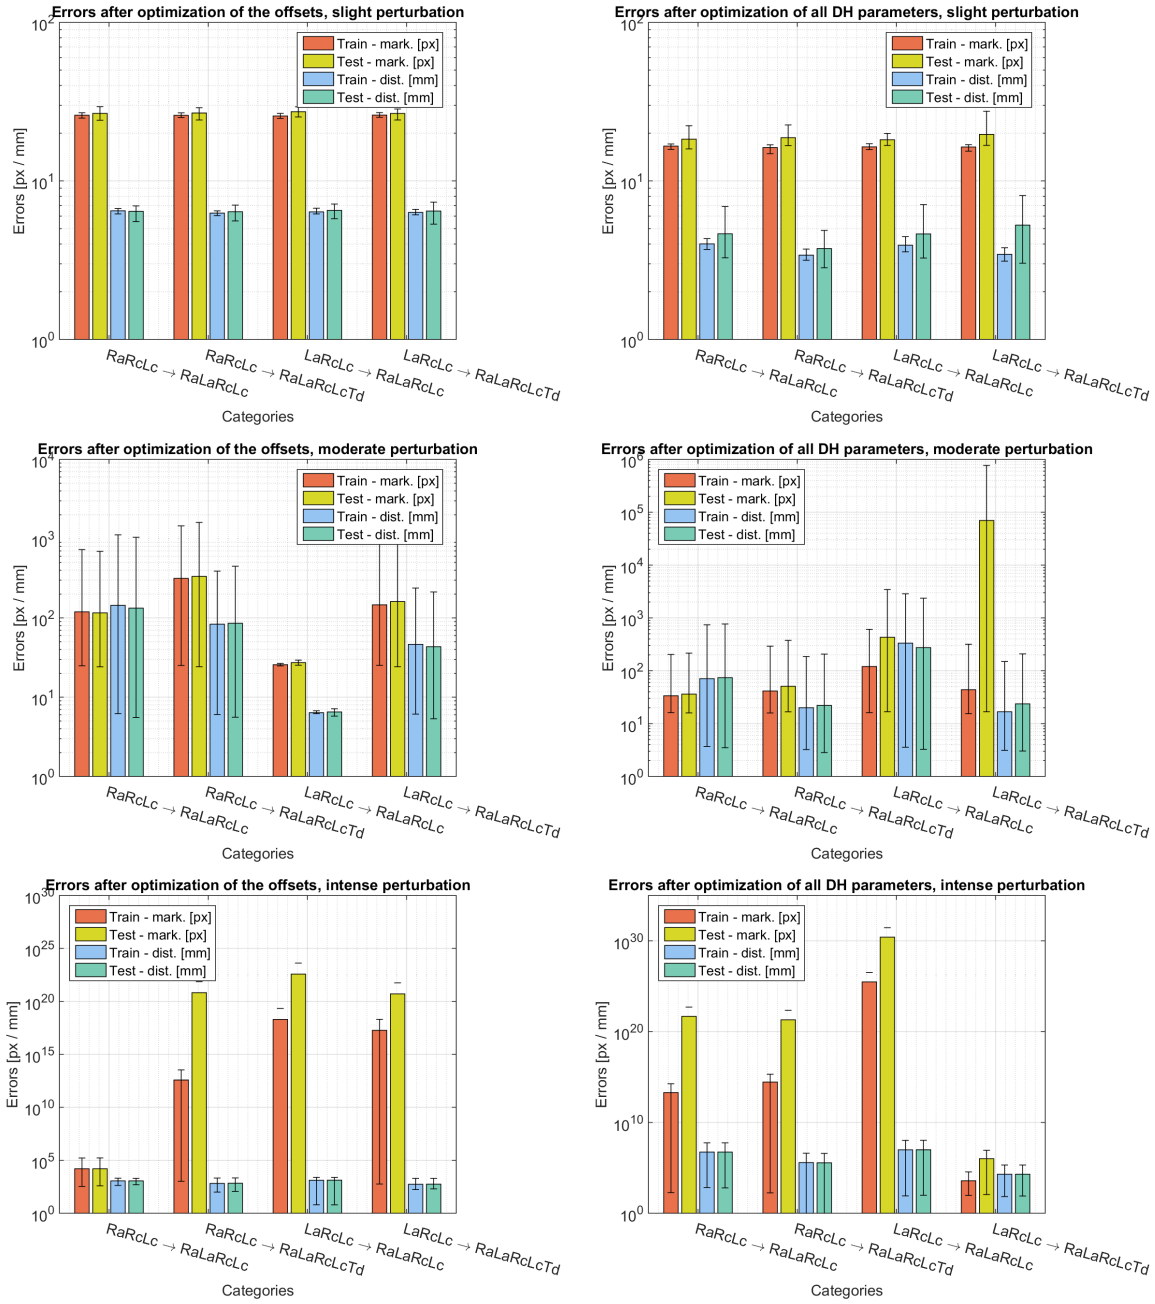 Errors after optimization of the offsets, slight perturbation
Train - mark. [px]
Test - mark. [px]
Train - dist. [mm]
Test - dist. [mm]
10^2
10^1
10^0
Errors [px / mm]
RaRcLc → RaLaRcLc
RaRcLc → RaLaRcLcTd
LaRcLc → RaLaRcLc
LaRcLc → RaLaRcLcTd
Categories
Errors after optimization of all DH parameters, slight perturbation
Train - mark. [px]
Test - mark. [px]
Train - dist. [mm]
Test - dist. [mm]
10^2
10^1
10^0
Errors [px / mm]
RaRcLc → RaLaRcLc
RaRcLc → RaLaRcLcTd
LaRcLc → RaLaRcLc
LaRcLc → RaLaRcLcTd
Categories
Errors after optimization of the offsets, moderate perturbation
Train - mark. [px]
Test - mark. [px]
Train - dist. [mm]
Test - dist. [mm]
10^4
10^3
10^2
10^1
10^0
Errors [px / mm]
RaRcLc → RaLaRcLc
RaRcLc → RaLaRcLcTd
LaRcLc → RaLaRcLc
LaRcLc → RaLaRcLcTd
Categories
Errors after optimization of all DH parameters, moderate perturbation
Train - mark. [px]
Test - mark. [px]
Train - dist. [mm]
Test - dist. [mm]
10^6
10^5
10^4
10^3
10^2
10^1
10^0
Errors [px / mm]
RaRcLc → RaLaRcLc
RaRcLc → RaLaRcLcTd
LaRcLc → RaLaRcLc
LaRcLc → RaLaRcLcTd
Categories
Errors after optimization of the offsets, intense perturbation
Train - mark. [px]
Test - mark. [px]
Train - dist. [mm]
Test - dist. [mm]
10^30
10^25
10^20
10^15
10^10
10^5
10^0
Errors [px / mm]
RaRcLc → RaLaRcLc
RaRcLc → RaLaRcLcTd
LaRcLc → RaLaRcLc
LaRcLc → RaLaRcLcTd
Categories
Errors after optimization of all DH parameters, intense perturbation
Train - mark. [px]
Test - mark. [px]
Train - dist. [mm]
Test - dist. [mm]
10^30
10^20
10^10
10^0
Errors [px / mm]
RaRcLc → RaLaRcLc
RaRcLc → RaLaRcLcTd
LaRcLc → RaLaRcLc
LaRcLc → RaLaRcLcTd
Categories